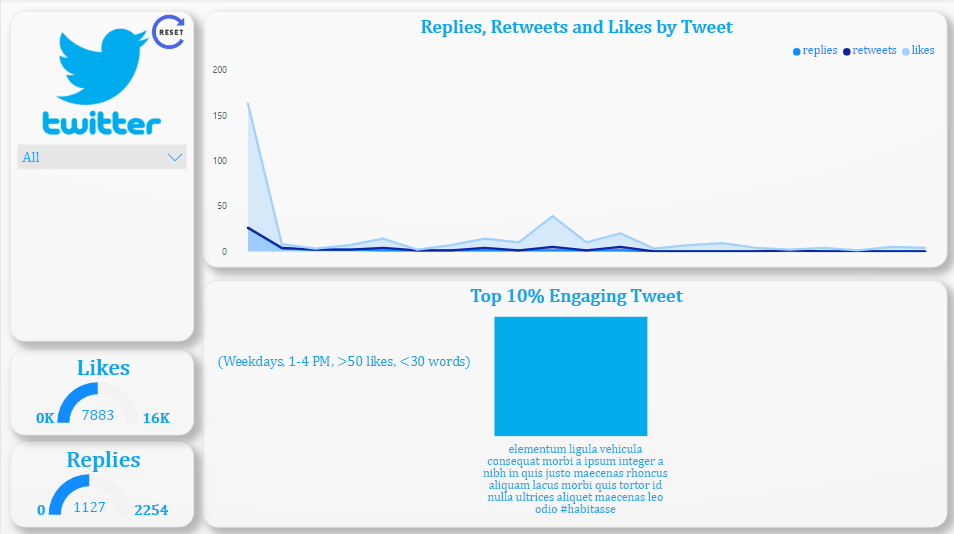 RESET
twitter
All
Likes
0K
7883
16K
Replies
0
1127
2254
Replies, Retweets and Likes by Tweet
replies
retweets
likes
200
150
100
50
0
Top 10% Engaging Tweet
(Weekdays, 1-4 PM, >50 likes, <30 words)
elementum ligula vehicula
consequat morbi a ipsum integer a
nibh in quis justo maecenas rhoncus
aliquam lacus morbi quis tortor id
nulla ultrices aliquet maecenas leo
odio #habitasse